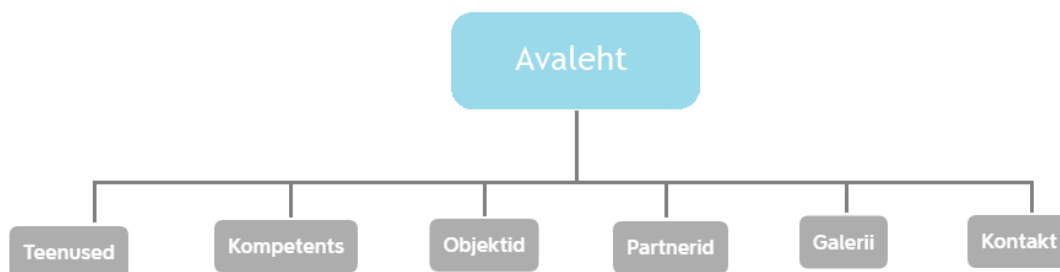 Avaleht
Teenused
Kompetents
Objektid
Partnerid
Galerii
Kontakt